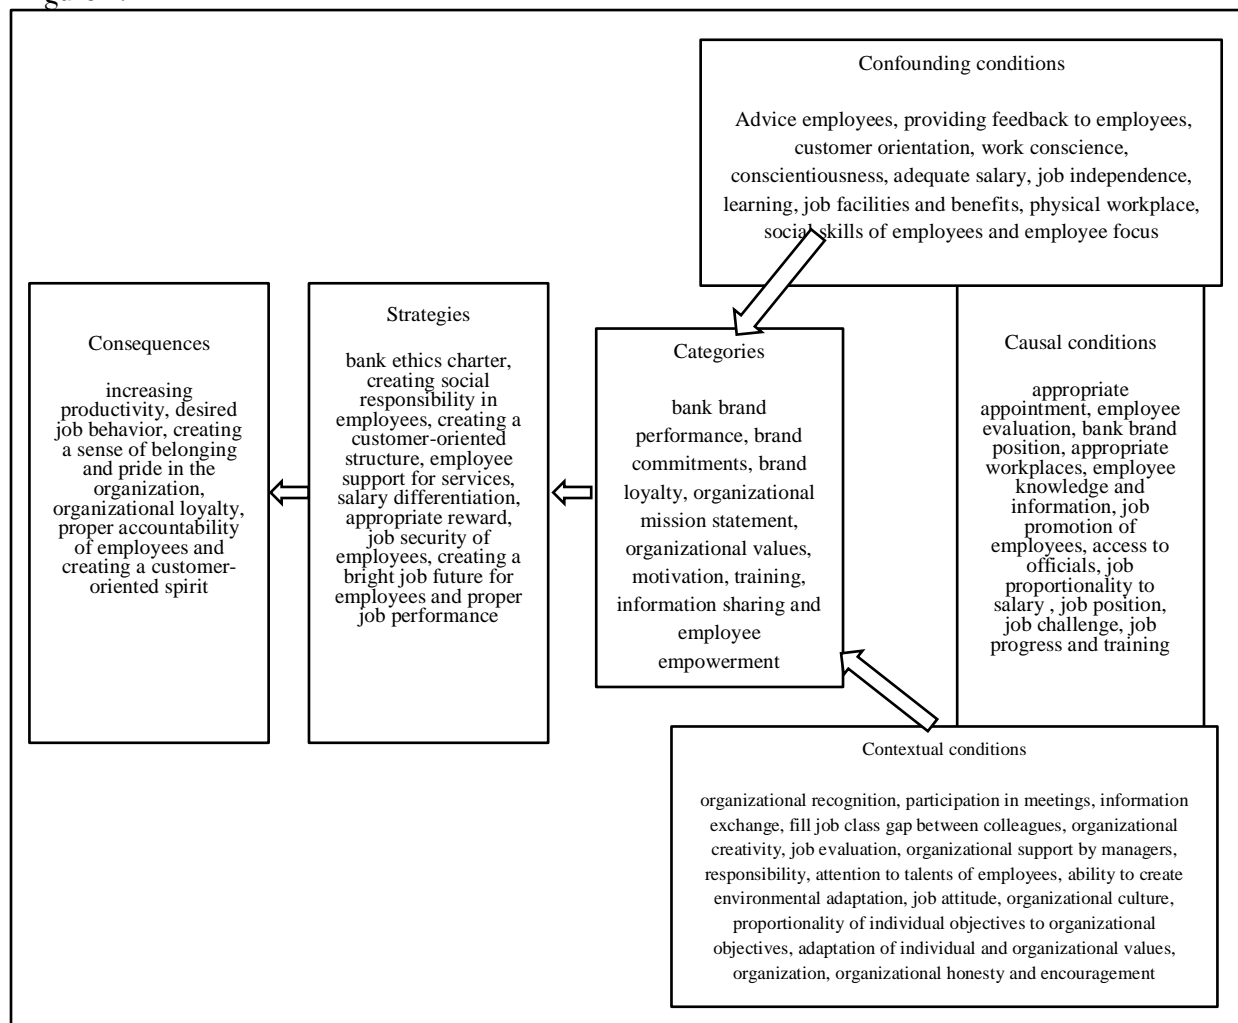 Confounding conditions
Advice employees, providing feedback to employees,
customer orientation, work conscience,
conscientiousness, adequate salary, job independence,
learning, job facilities and benefits, physical workplace,
social skills of employees and employee focus
Consequences
increasing
productivity, desired
job behavior, creating
a sense of belonging
and pride in the
organization,
organizational loyalty,
proper accountability
of employees and
creating a customer-
oriented spirit
Strategies
bank ethics charter,
creating social
responsibility in
employees, creating a
customer-oriented
structure, employee
support for services,
salary differentiation,
appropriate reward,
job security of
employees, creating a
bright job future for
employees and proper
job performance
Categories
bank brand
performance, brand
commitments, brand
loyalty, organizational
mission statement,
organizational values,
motivation, training,
information sharing and
employee
empowerment
Causal conditions
appropriate
appointment, employee
evaluation, bank brand
position, appropriate
workplaces, employee
knowledge and
information, job
promotion of
employees, access to
officials, job
proportionality to
salary , job position,
job challenge, job
progress and training
Contextual conditions
organizational recognition, participation in meetings, information
exchange, fill job class gap between colleagues, organizational
creativity, job evaluation, organizational support by managers,
responsibility, attention to talents of employees, ability to create
environmental adaptation, job attitude, organizational culture,
proportionality of individual objectives to organizational
objectives, adaptation of individual and organizational values,
organization, organizational honesty and encouragement